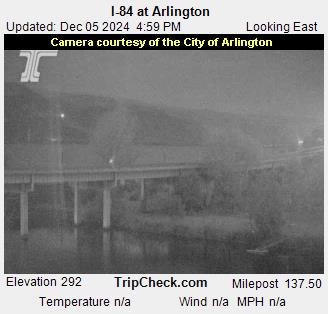 I-84 at Arlington
Updated: Dec 05 2024 4:59 PM Looking East
Camera courtesy of the City of Arlington
Elevation 292 TripCheck.com Milepost 137.50
Temperature n/a Wind n/a MPH n/a